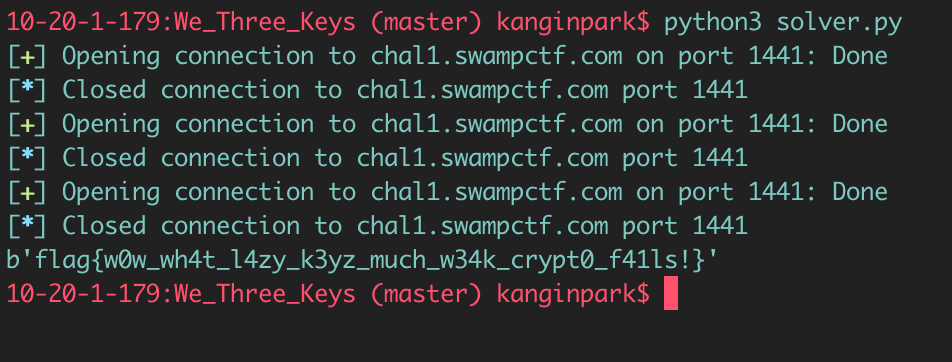 10-20-1-179:We_Three_Keys (master) kanginpark$ python3 solver.py
[+] Opening connection to chal1.swampctf.com on port 1441: Done
[*] Closed connection to chal1.swampctf.com port 1441
[+] Opening connection to chal1.swampctf.com on port 1441: Done
[*] Closed connection to chal1.swampctf.com port 1441
[+] Opening connection to chal1.swampctf.com on port 1441: Done
[*] Closed connection to chal1.swampctf.com port 1441
b'flag{w0w_wh4t_l4zy_k3yz_much_w34k_crypt0_f41ls!}'
10-20-1-179:We_Three_Keys (master) kanginpark$